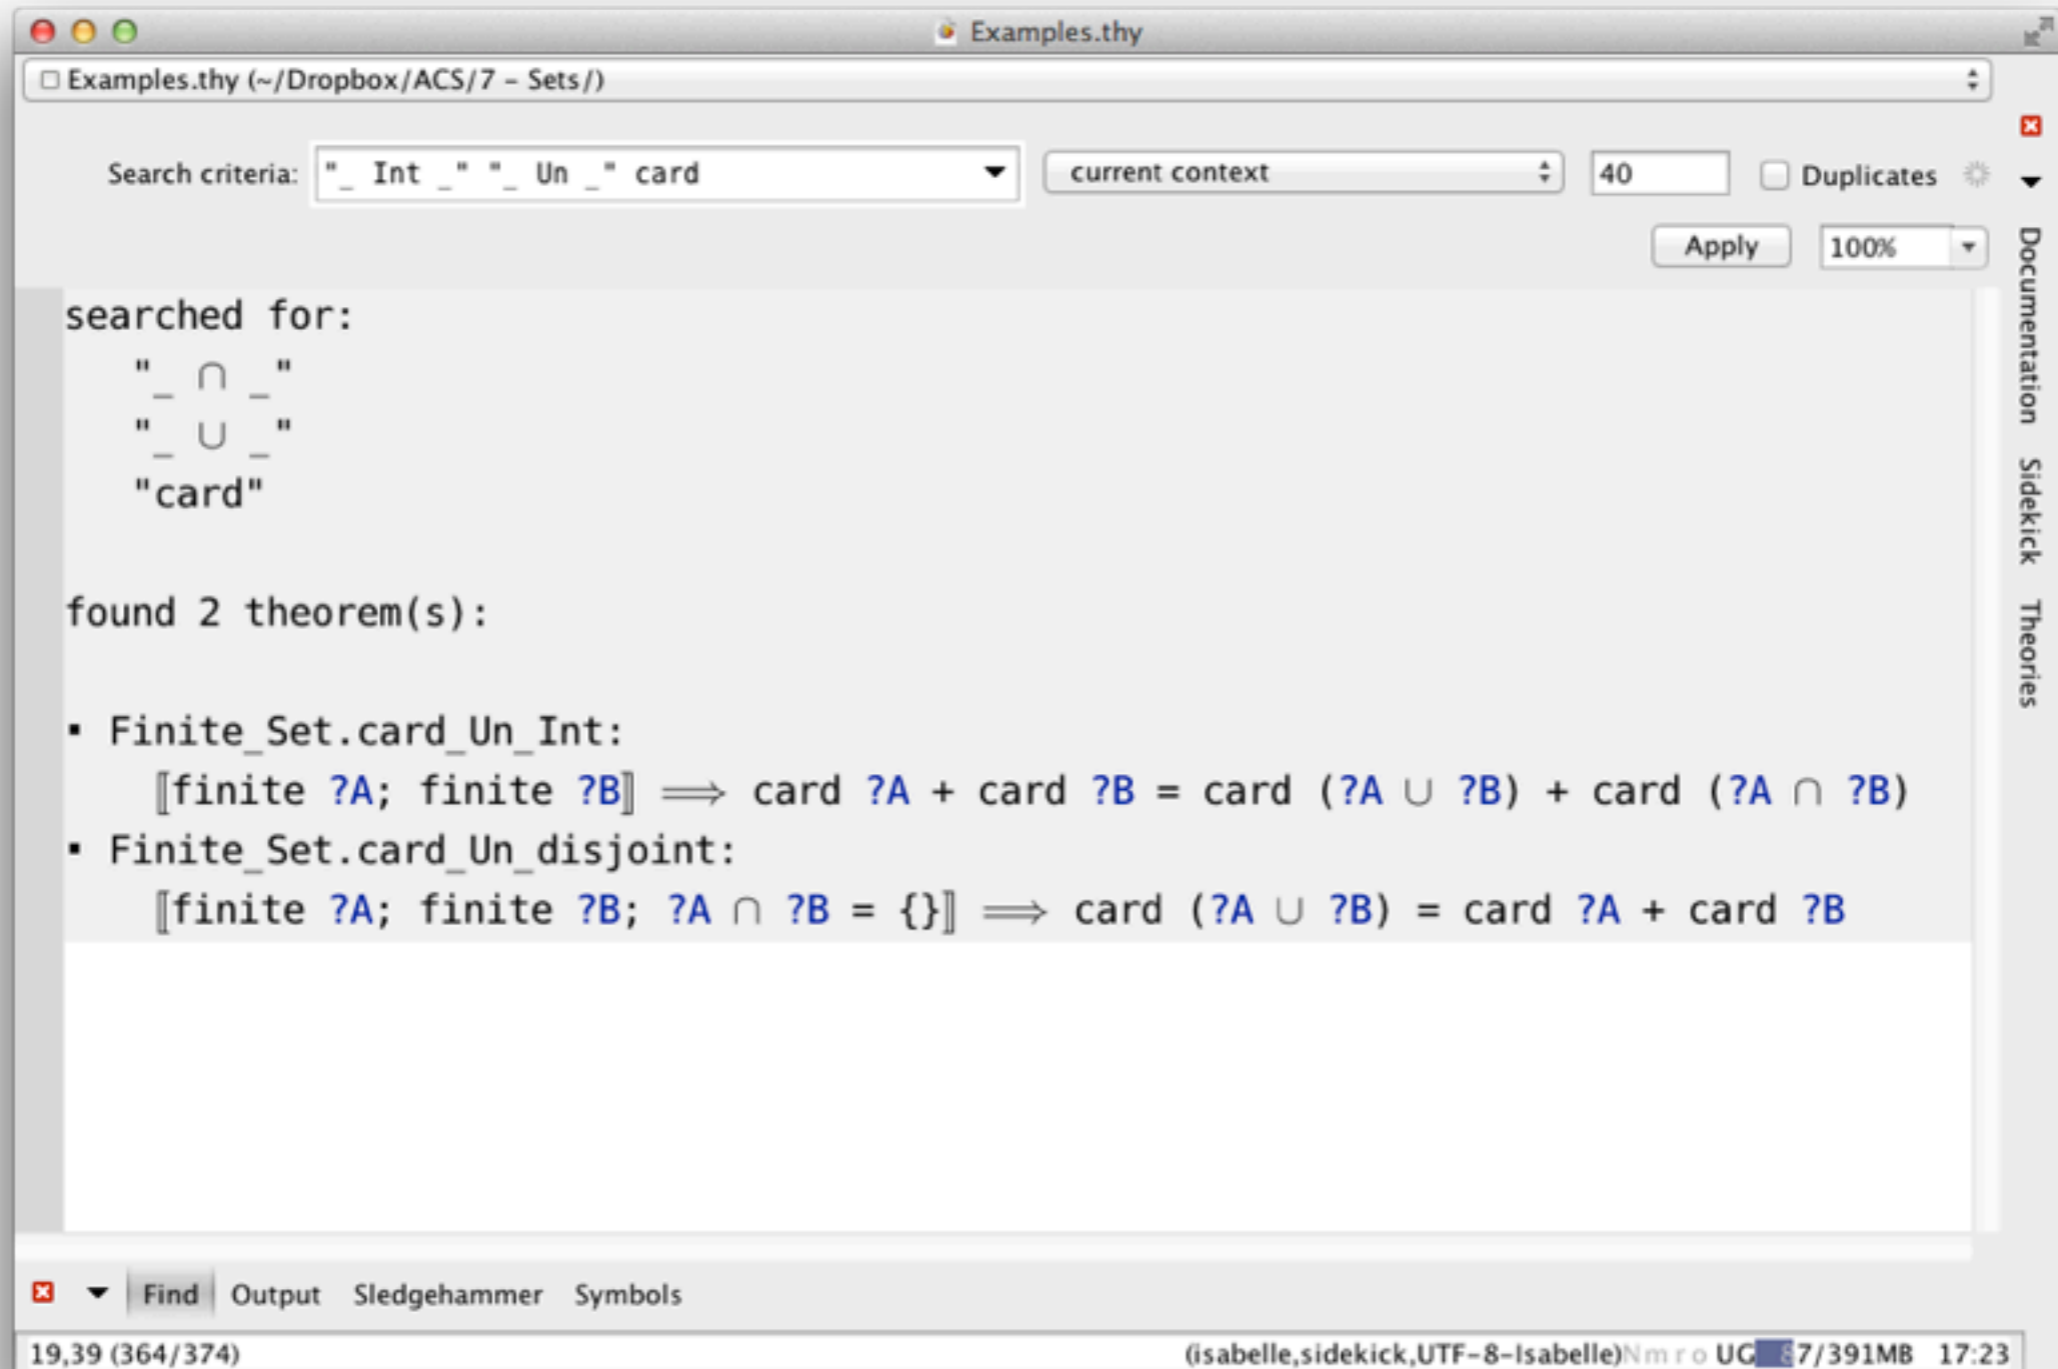 Examples.thy
Examples.thy (~/Dropbox/ACS/7 – Sets/)
Search criteria: "_ Int _" "_ Un _" card current context 40 Duplicates
Apply 100%
searched for:
"_ ∩ _"
"_ ∪ _"
"card"
found 2 theorem(s):
▪ Finite_Set.card_Un_Int:
⟦finite ?A; finite ?B⟧ ⟹ card ?A + card ?B = card (?A ∪ ?B) + card (?A ∩ ?B)
▪ Finite_Set.card_Un_disjoint:
⟦finite ?A; finite ?B; ?A ∩ ?B = {}⟧ ⟹ card (?A ∪ ?B) = card ?A + card ?B
Documentation
Sidekick
Theories
Find Output Sledgehammer Symbols
19,39 (364/374) (isabelle,sidekick,UTF-8-Isabelle)N m r o UG 87/391MB 17:23